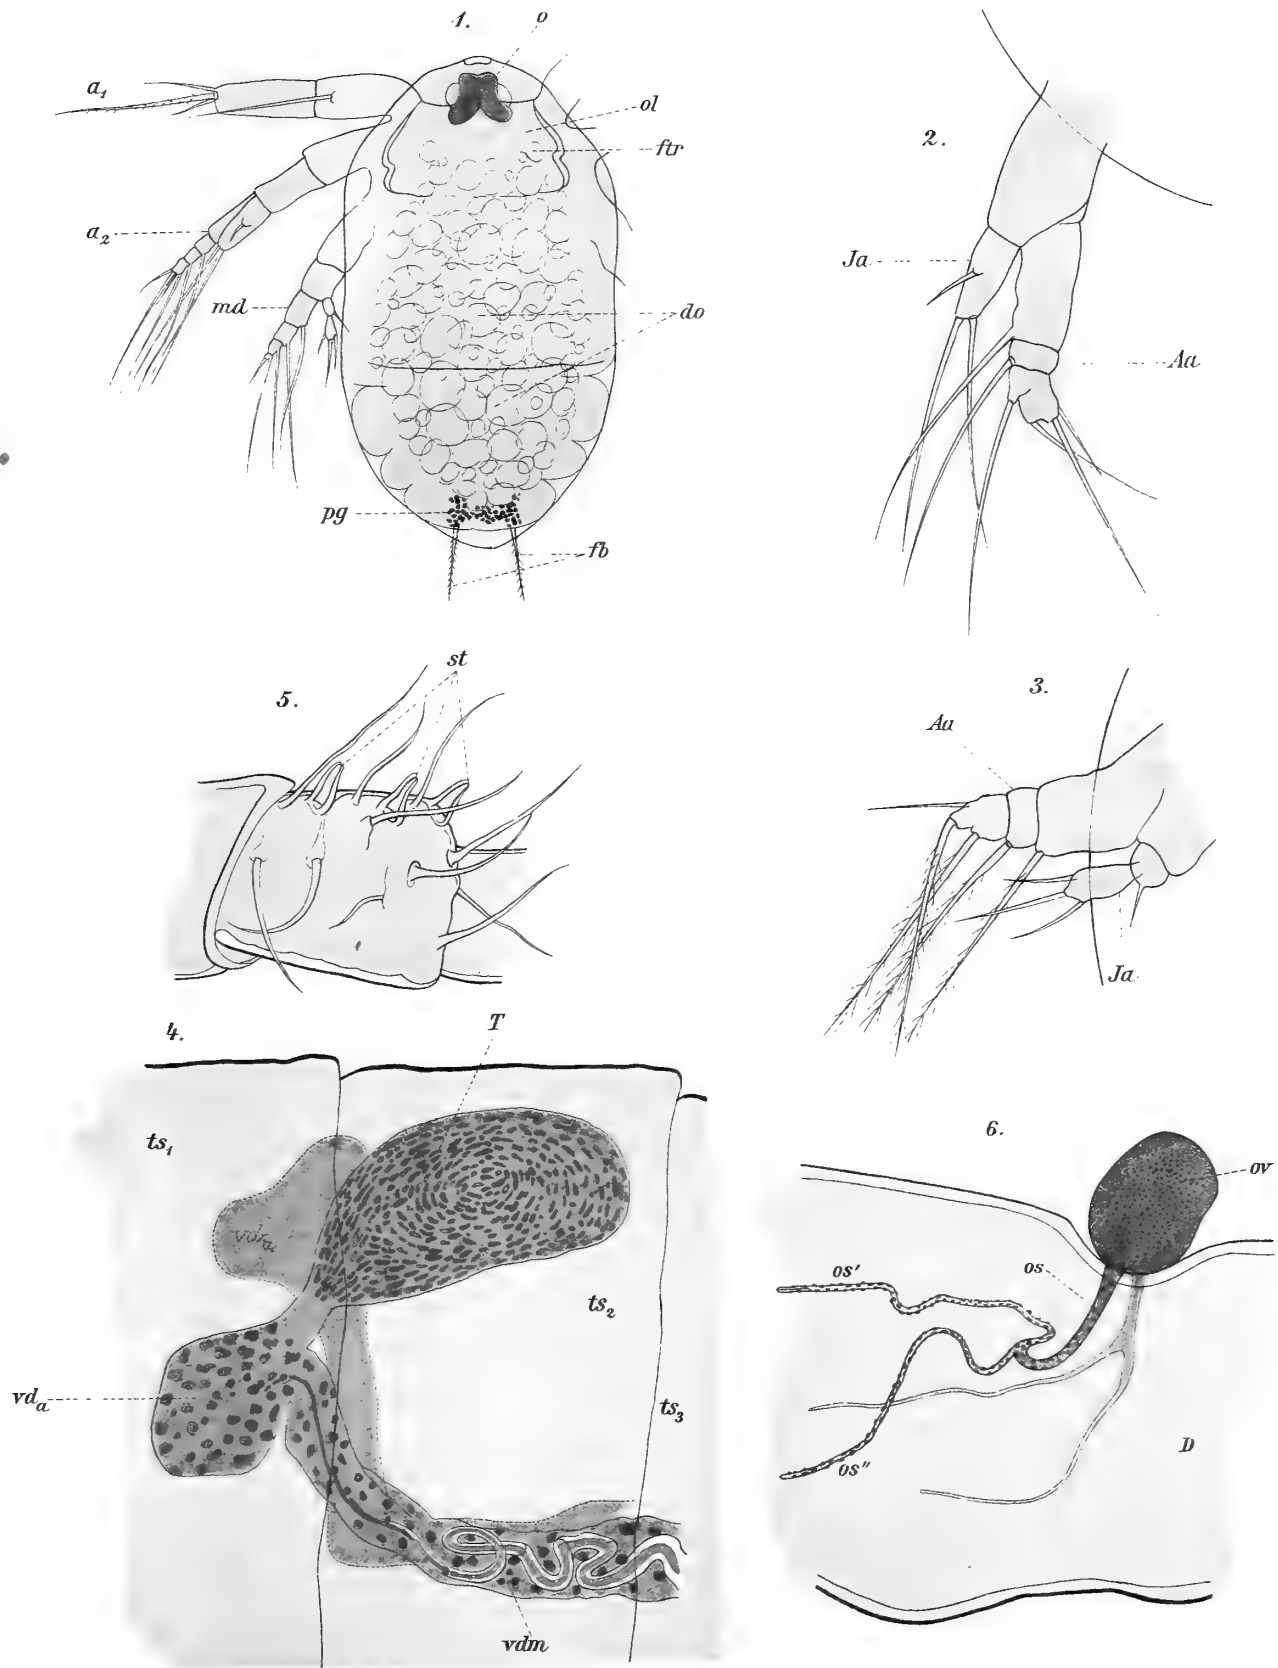 1.
o
a₁
ol
ftr
a₂
md
do
pg
fb
2.
Ja
Aa
st
5.
3.
Aa
Ja
4.
T
ts₁
vdₐ
ts₂
vdₐ
ts₃
vdm
6.
ov
os'
os
os"
D